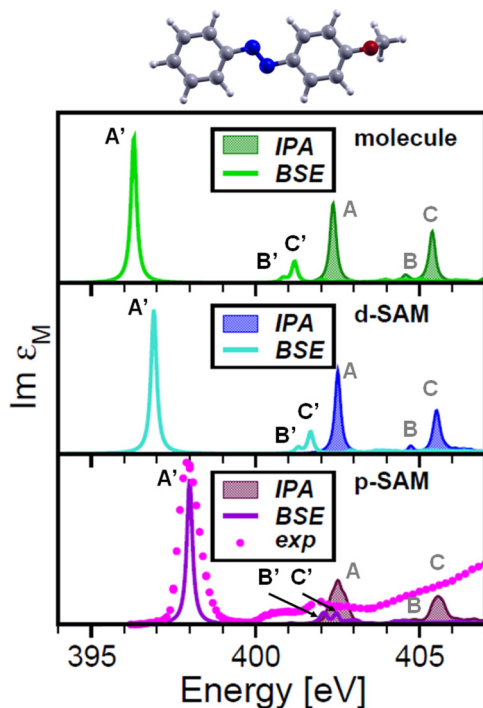 molecule
A'
IPA
BSE
A
C
B' C'
B
d-SAM
A'
IPA
BSE
A
C
B' C'
B
p-SAM
A'
IPA
BSE
exp
A
C
B' C'
B
Im ε_M
395 400 405
Energy [eV]